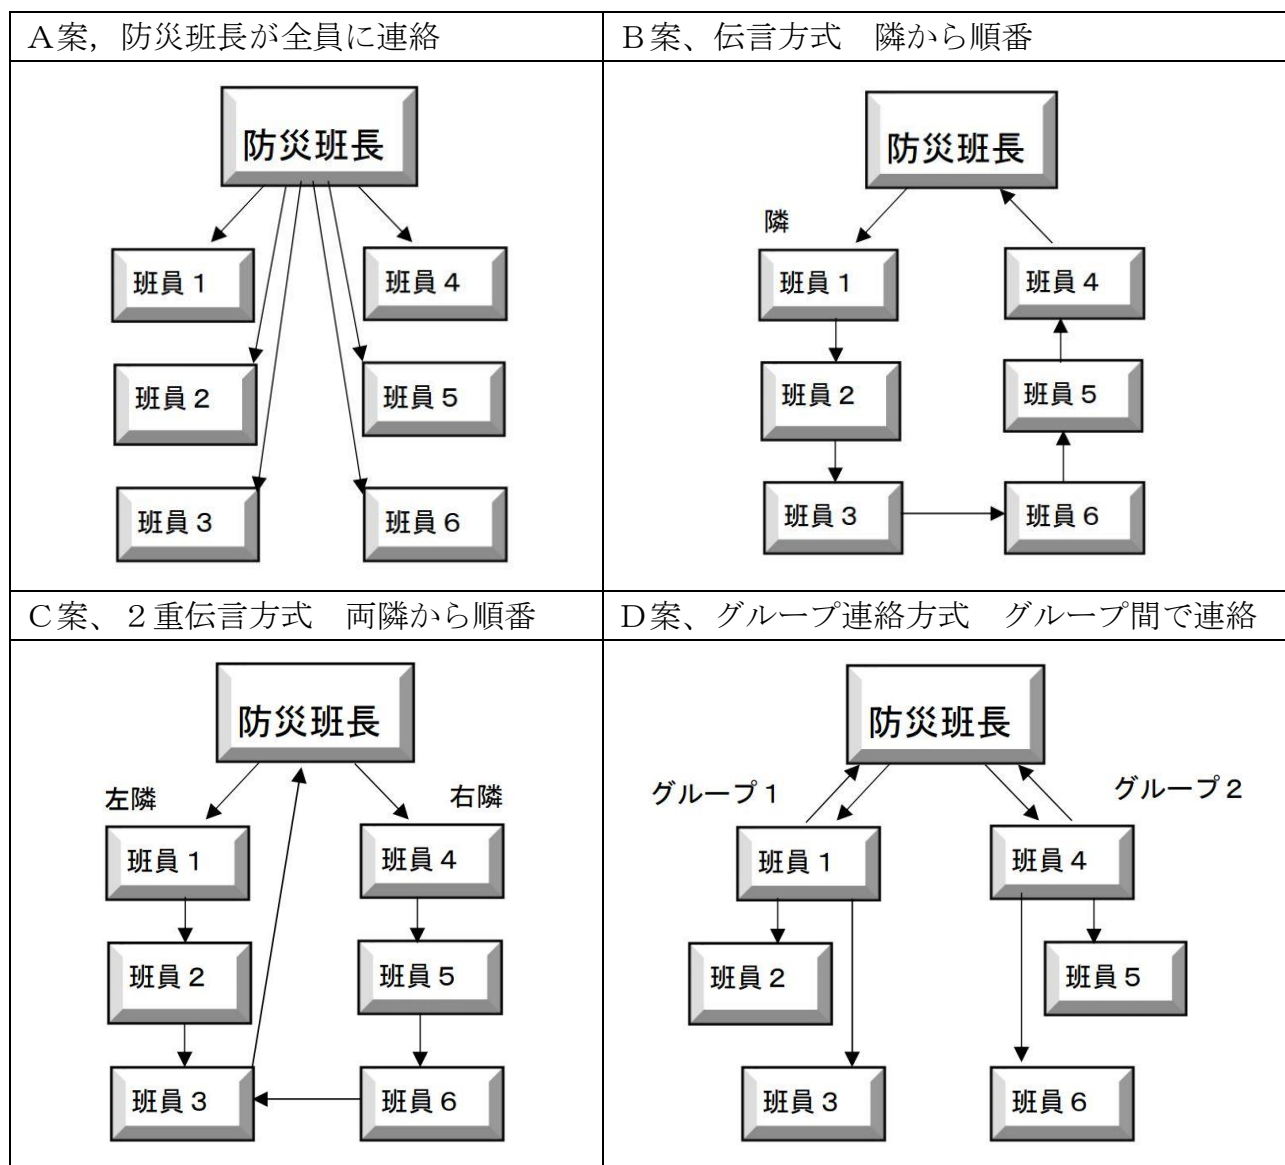 A案，防災班長が全員に連絡
防災班長
班員1
班員4
班員2
班員5
班員3
班員6
B案、伝言方式　隣から順番
防災班長
隣
班員1
班員4
班員2
班員5
班員3
班員6
C案、２重伝言方式　両隣から順番
防災班長
左隣
右隣
班員1
班員4
班員2
班員5
班員3
班員6
D案、グループ連絡方式　グループ間で連絡
防災班長
グループ1
グループ2
班員1
班員4
班員2
班員5
班員3
班員6